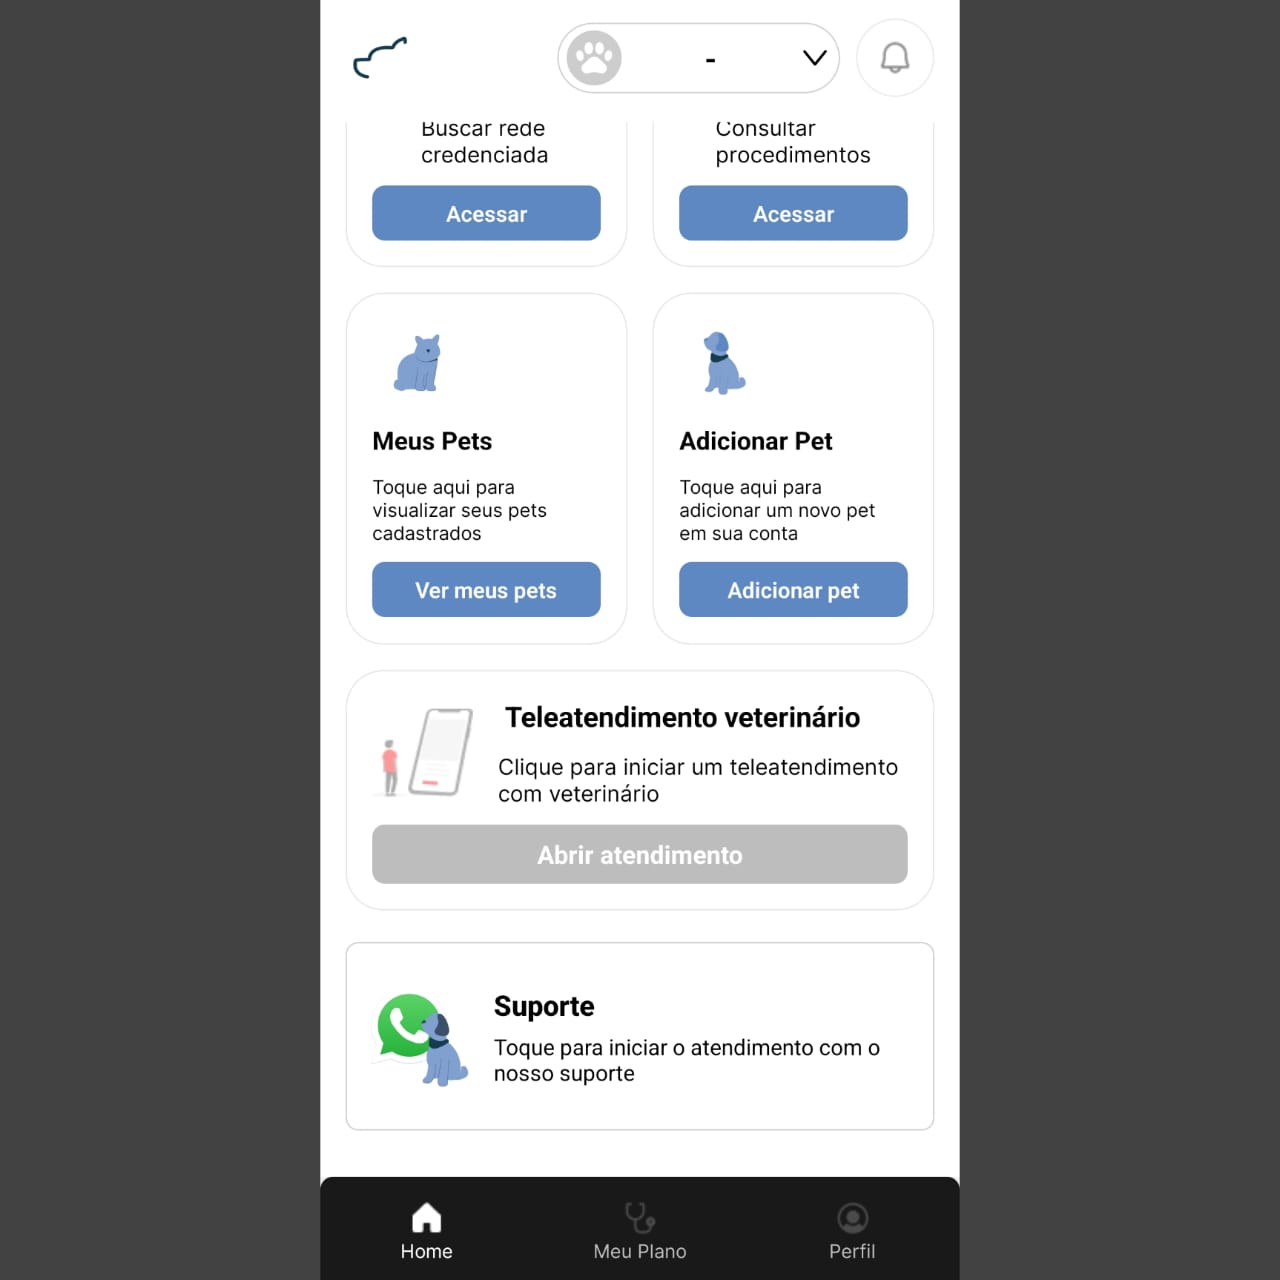 -
Buscar rede
credenciada
Acessar
Consultar
procedimentos
Acessar
Meus Pets
Toque aqui para
visualizar seus pets
cadastrados
Ver meus pets
Adicionar Pet
Toque aqui para
adicionar um novo pet
em sua conta
Adicionar pet
Teleatendimento veterinário
Clique para iniciar um teleatendimento
com veterinário
Abrir atendimento
Suporte
Toque para iniciar o atendimento com o
nosso suporte
Home
Meu Plano
Perfil